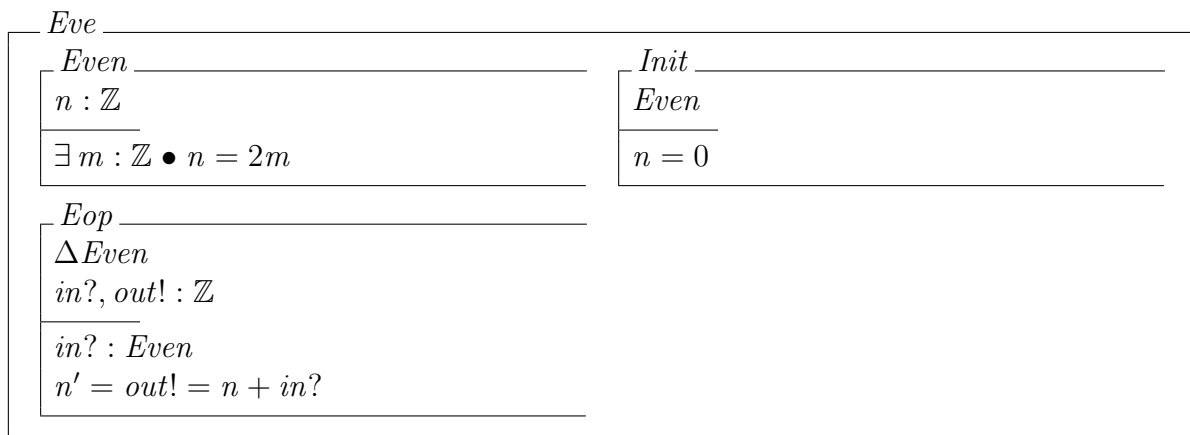 Eve
Even
n : ℤ
∃ m : ℤ • n = 2m
Init
Even
n = 0
Eop
ΔEven
in?, out! : ℤ
in? : Even
n′ = out! = n + in?